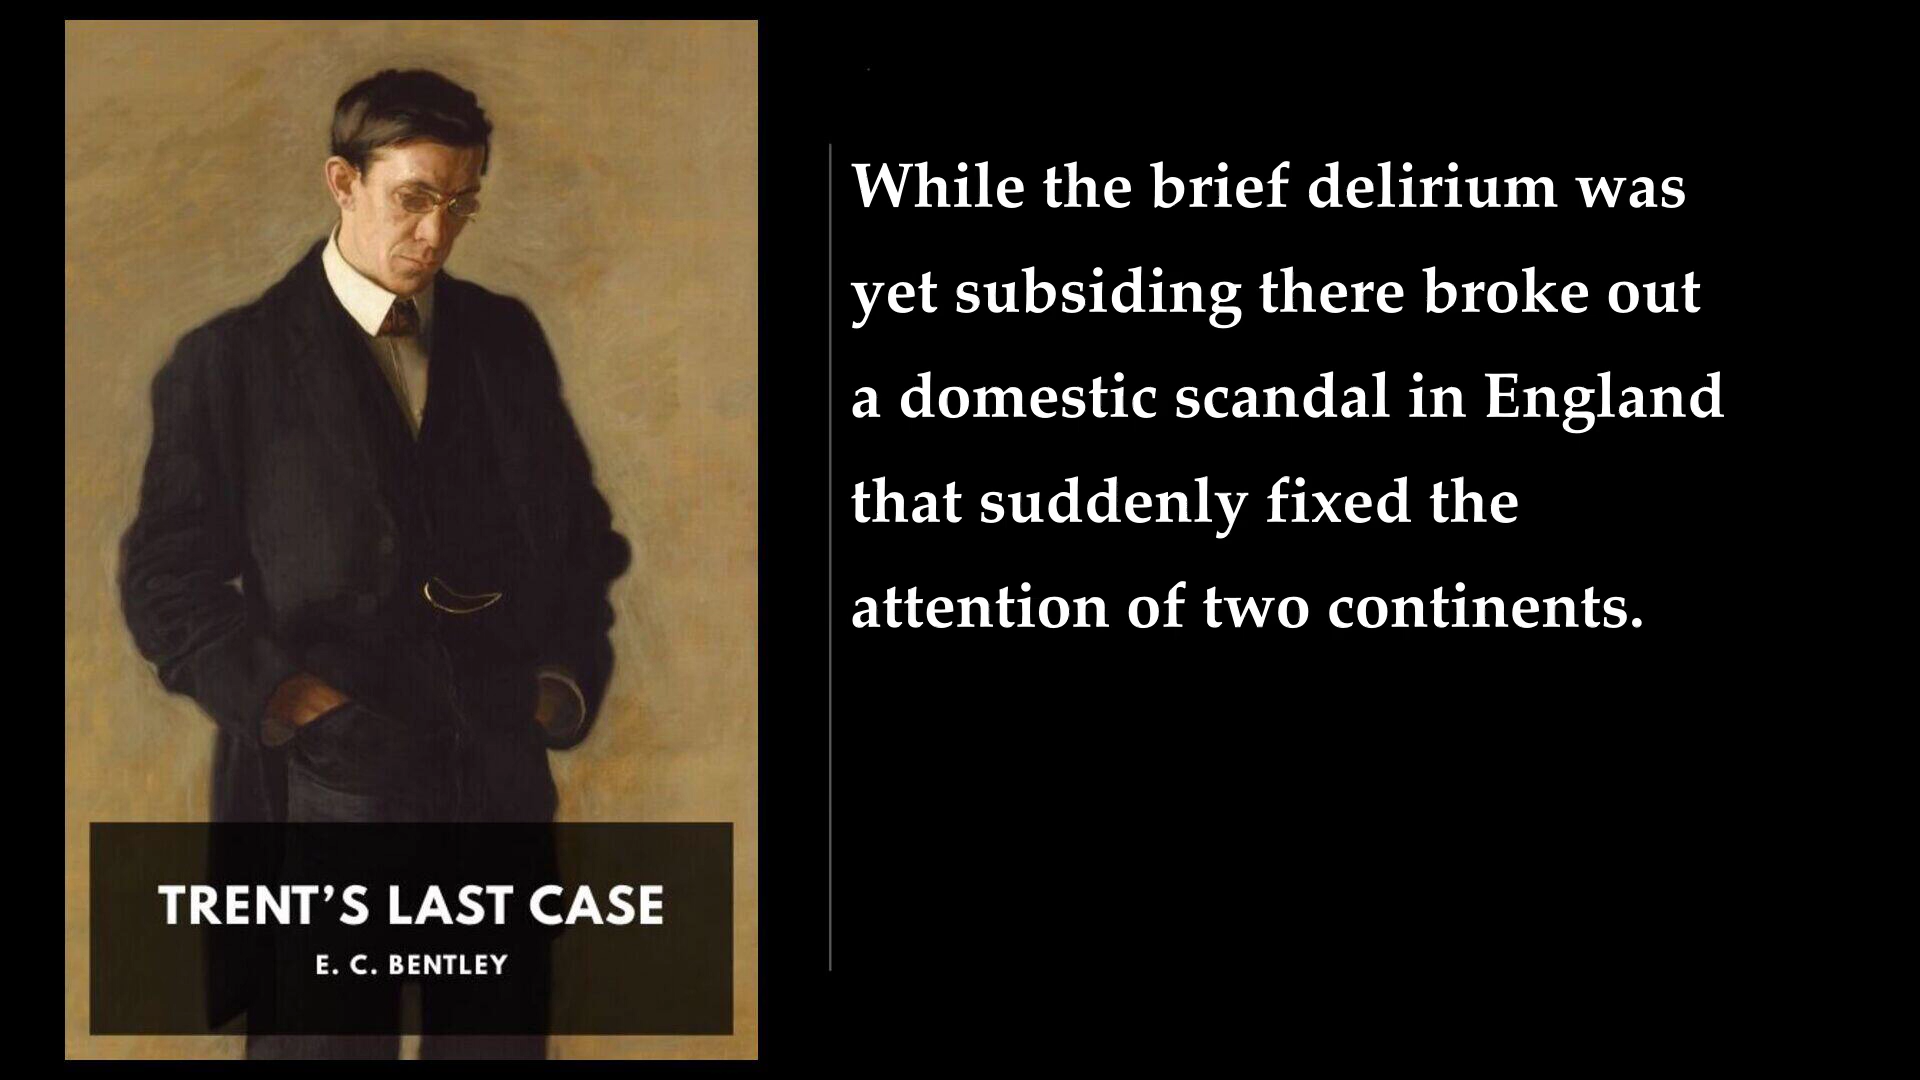 While the brief delirium was
yet subsiding there broke out
a domestic scandal in England
that suddenly fixed the
attention of two continents.
TRENT’S LAST CASE
E. C. BENTLEY